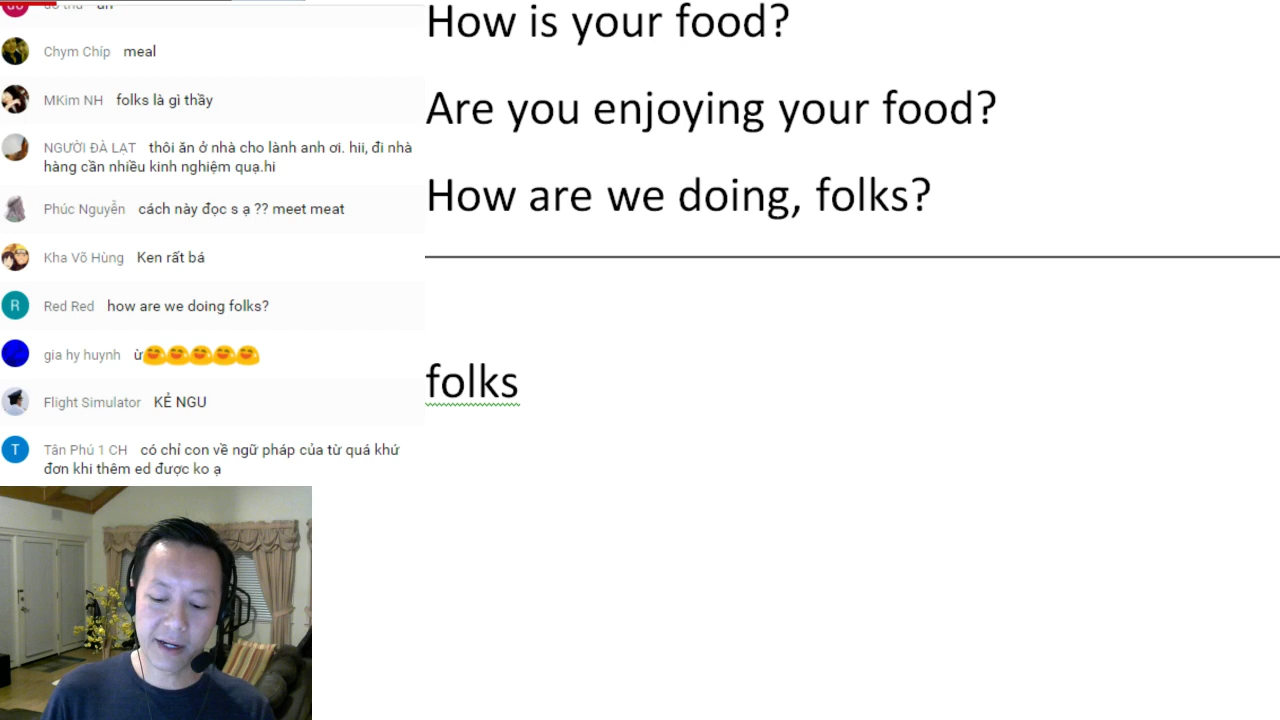 Chym Chíp meal
MKim NH folks là gì thầy
NGƯỜI ĐÀ LẠT thôi ăn ở nhà cho lành anh ơi. hii, đi nhà
hàng cần nhiều kinh nghiệm quạ.hi
Phúc Nguyễn cách này đọc s ạ ?? meet meat
Kha Võ Hùng Ken rất bá
R Red Red how are we doing folks?
gia hy huynh ừ
Flight Simulator KẺ NGU
T Tân Phú 1 CH có chỉ con về ngữ pháp của từ quá khứ
đơn khi thêm ed được ko ạ
How is your food?
Are you enjoying your food?
How are we doing, folks?
folks